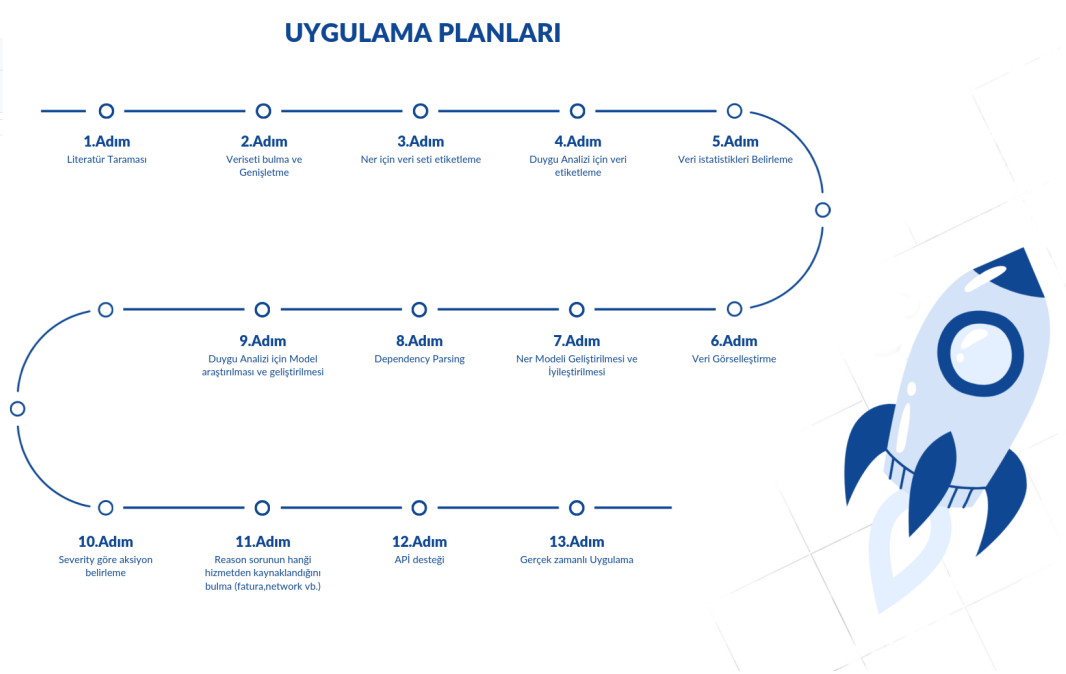 UYGULAMA PLANLARI
1.Adım
Literatür Taraması
2.Adım
Veriseti bulma ve
Genişletme
3.Adım
Ner için veri seti etiketleme
4.Adım
Duygu Analizi için veri
etiketleme
5.Adım
Veri istatistikleri Belirleme
6.Adım
Veri Görselleştirme
7.Adım
Ner Modeli Geliştirilmesi ve
İyileştirilmesi
8.Adım
Dependency Parsing
9.Adım
Duygu Analizi için Model
araştırılması ve geliştirilmesi
10.Adım
Severity göre aksiyon
belirleme
11.Adım
Reason sorunun hanği
hizmetden kaynaklandığını
bulma (fatura,network vb.)
12.Adım
APİ desteği
13.Adım
Gerçek zamanlı Uygulama